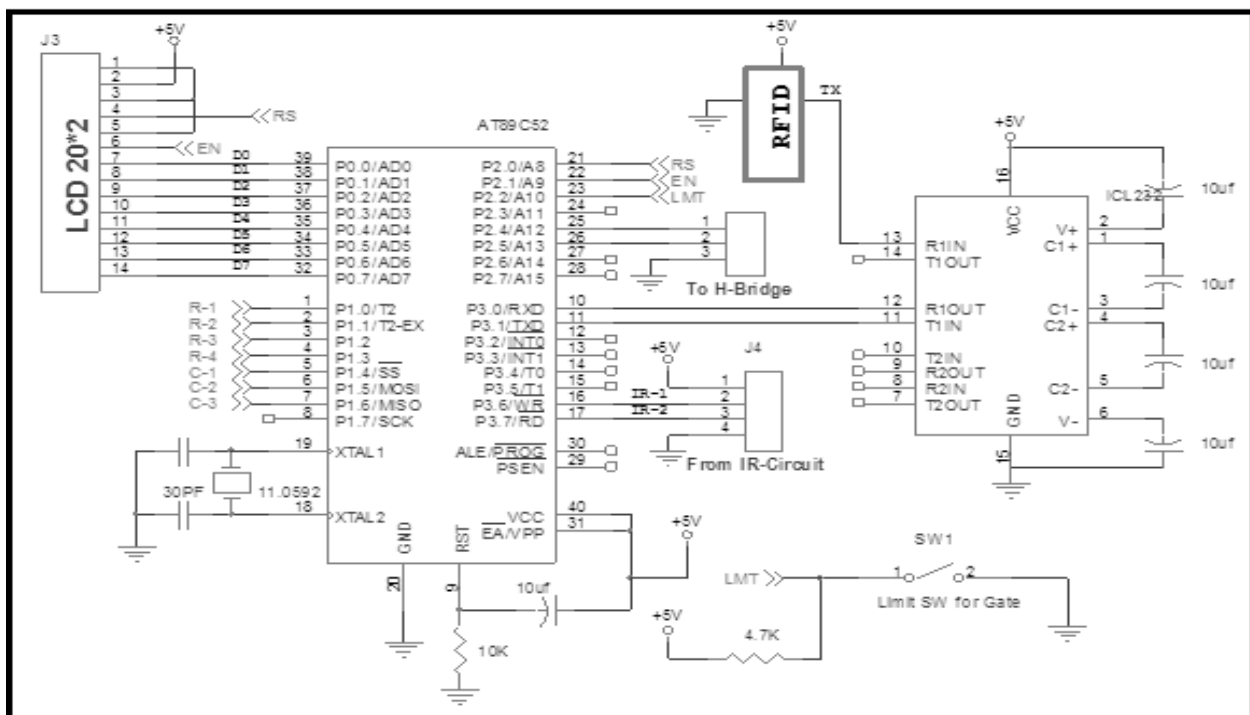 J3
+5V
LCD 20*2
1
2
3
4
5
6
7
8
9
10
11
12
13
14
RS
EN
D0
D1
D2
D3
D4
D5
D6
D7
39
38
37
36
35
34
33
32
AT89C52
P0.0/AD0
P0.1/AD1
P0.2/AD2
P0.3/AD3
P0.4/AD4
P0.5/AD5
P0.6/AD6
P0.7/AD7
P2.0/A8
P2.1/A9
P2.2/A10
P2.3/A11
P2.4/A12
P2.5/A13
P2.6/A14
P2.7/A15
21
22
23
24
25
26
27
28
RS
EN
LMT
1
2
3
To H-Bridge
R-1
R-2
R-3
R-4
C-1
C-2
C-3
1
2
3
4
5
6
7
8
P1.0/T2
P1.1/T2-EX
P1.2
P1.3
P1.4/SS
P1.5/MOSI
P1.6/MISO
P1.7/SCK
P3.0/RXD
P3.1/TXD
P3.2/INT0
P3.3/INT1
P3.4/T0
P3.5/T1
P3.6/WR
P3.7/RD
10
11
12
13
14
15
16
17
+5V
IR-1
IR-2
J4
1
2
3
4
From IR-Circuit
19
XTAL1
ALE/PROG
30
PSEN
29
30PF
11.0592
18
XTAL2
VCC
40
EA/VPP
31
GND
RST
20
9
10uf
10K
+5V
+5V
RFID
TX
+5V
16
VCC
ICL232
10uf
13
R1IN
14
T1OUT
12
R1OUT
11
T1IN
10
T2IN
9
R2OUT
8
R2IN
7
T2OUT
V+
2
C1+
1
C1-
3
C2+
4
C2-
5
V-
6
GND
15
10uf
10uf
10uf
LMT
+5V
4.7K
SW1
1
2
Limit SW for Gate